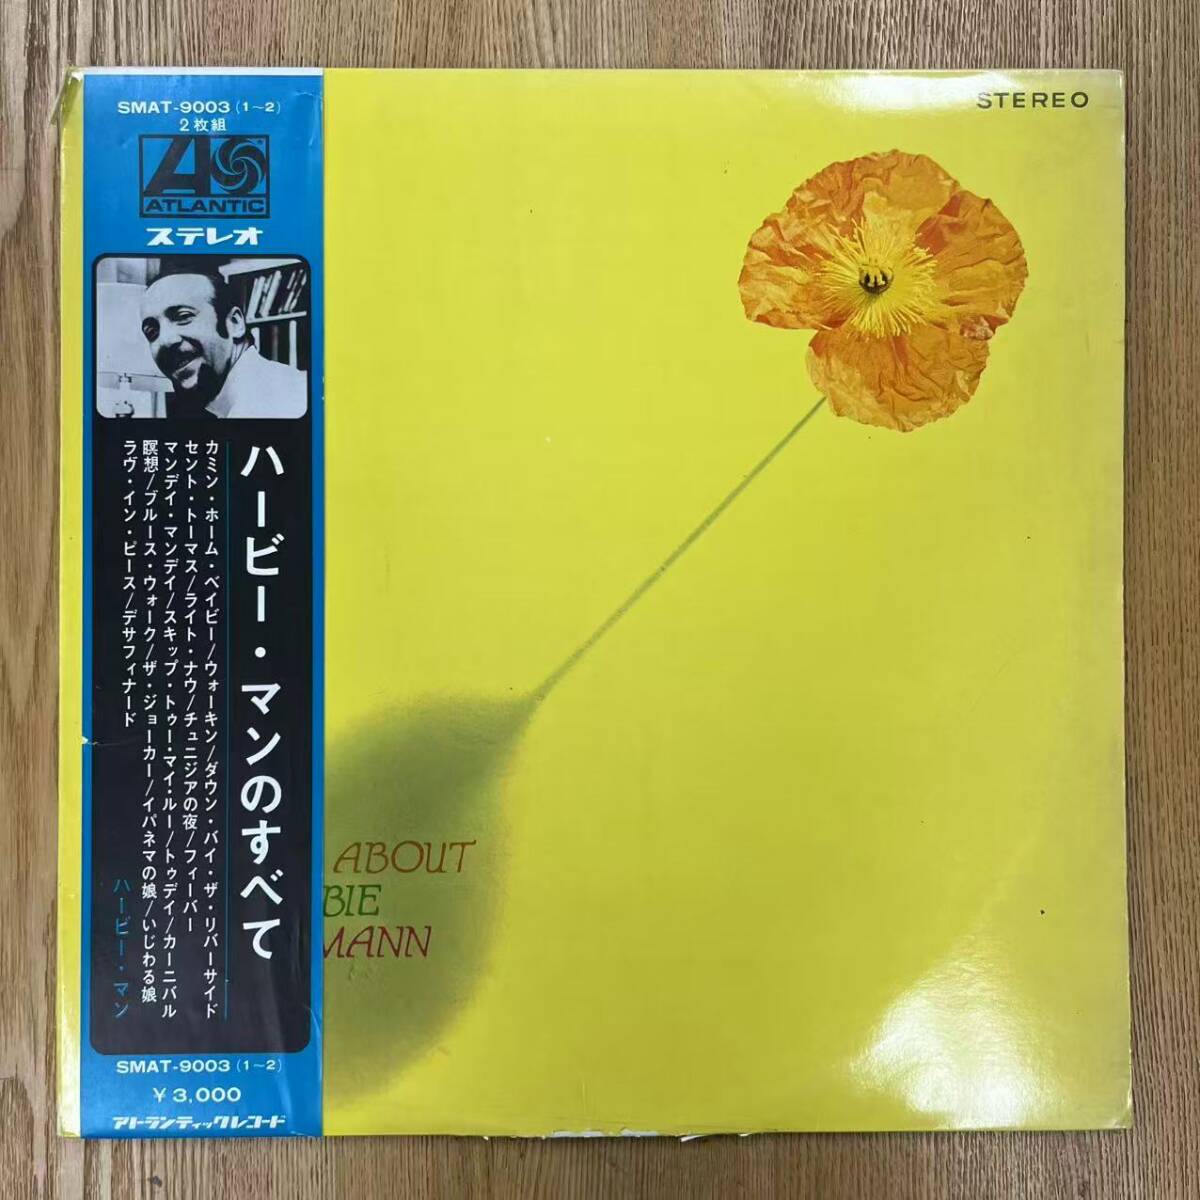 SMAT-9003(1〜2)
2枚組
ATLANTIC
ステレオ
ハービー・マンのすべて
カミン・ホーム・ベイビー/ウォーキン/ダウン・バイ・ザ・リバーサイド
セント・トーマス/ライト・ナウ/チュニジアの夜/フィーバー
マンデイ・マンデイ/スキップ・トゥー・マイ・ルー/トゥデイ/カーニバル
瞑想/ブルース・ウォーク/ザ・ジョーカー/イパネマの娘/いじわる娘
ラヴ・イン・ピース/デサフィナード
ハービー・マン
SMAT-9003(1〜2)
¥3,000
アトランティックレコード
STEREO
ABOUT
BIE
MANN